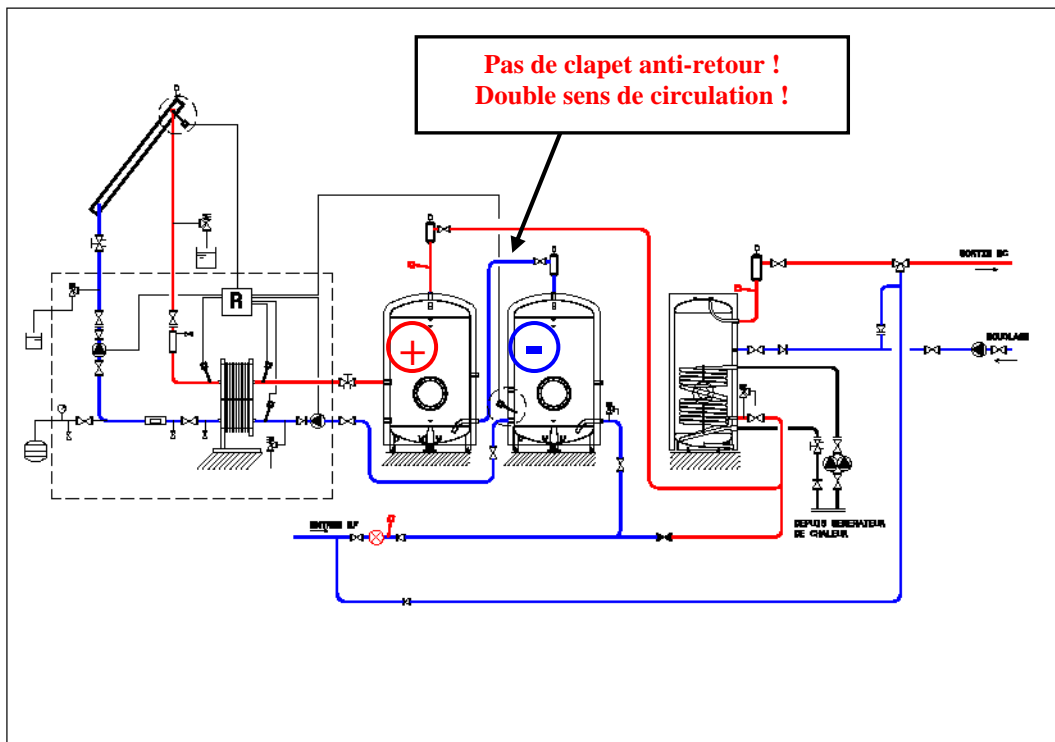 Pas de clapet anti-retour !
Double sens de circulation !
R
+
-
SORTIE EC
BOUCLAGE
ENTREE EF
DEPUIS GENERATEUR
DE CHALEUR